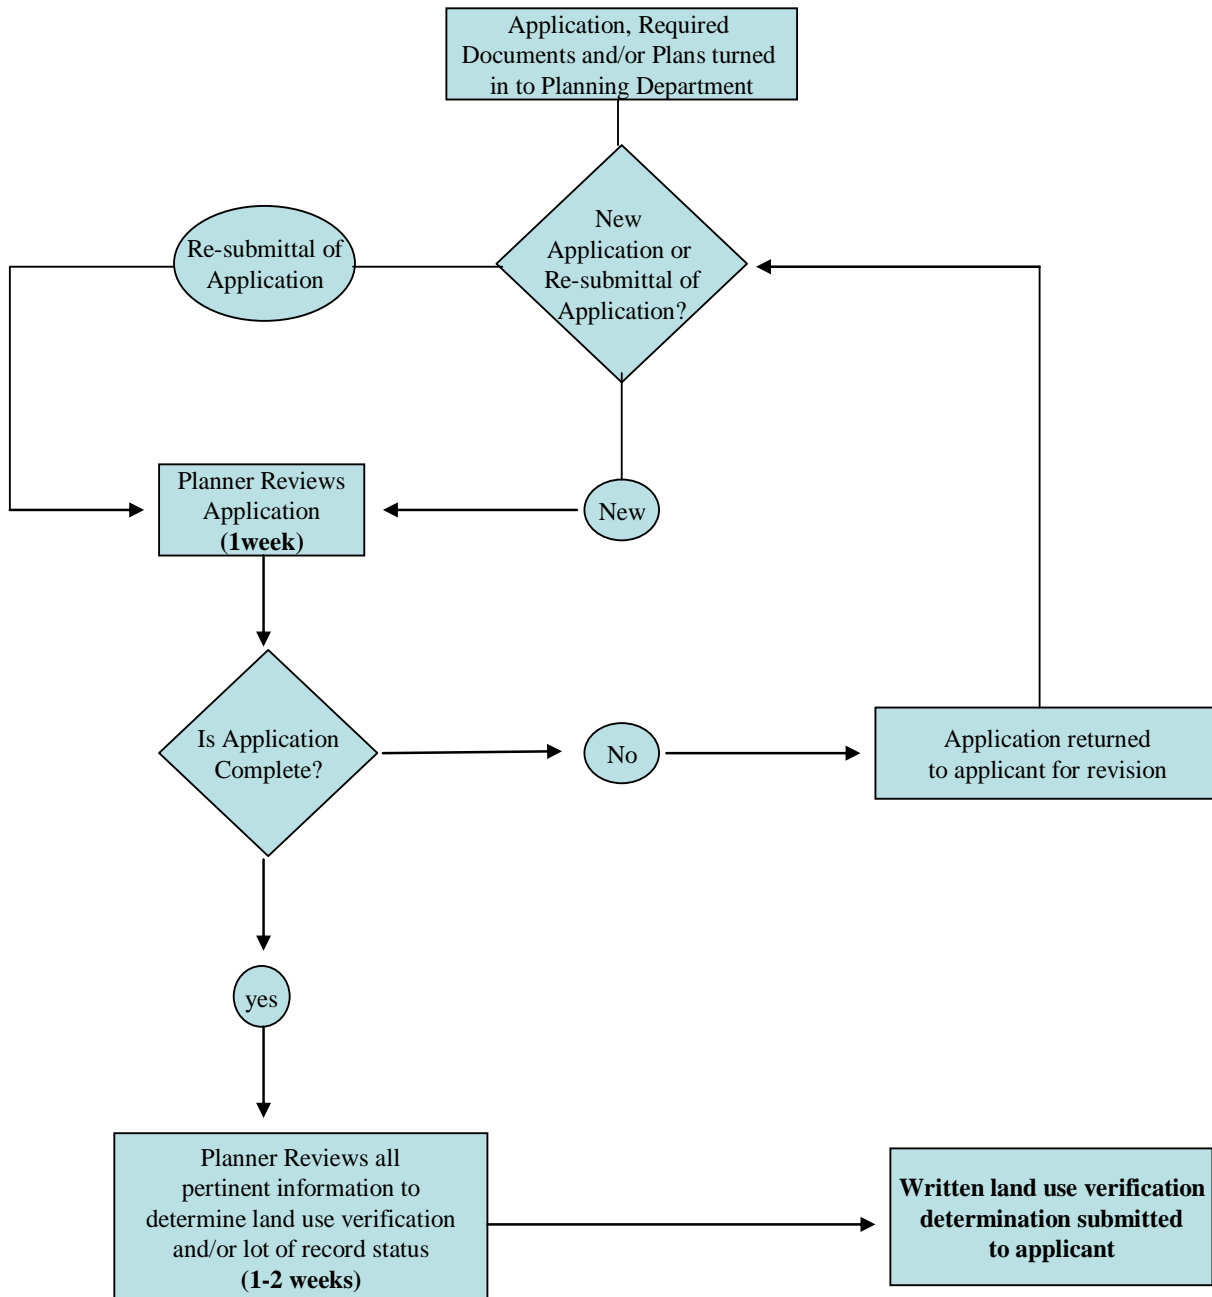 Application, Required
Documents and/or Plans turned
in to Planning Department
New
Application or
Re-submittal of
Application?
Re-submittal of
Application
Planner Reviews
Application
(1week)
New
Is Application
Complete?
No
Application returned
to applicant for revision
yes
Planner Reviews all
pertinent information to
determine land use verification
and/or lot of record status
(1-2 weeks)
Written land use verification
determination submitted
to applicant